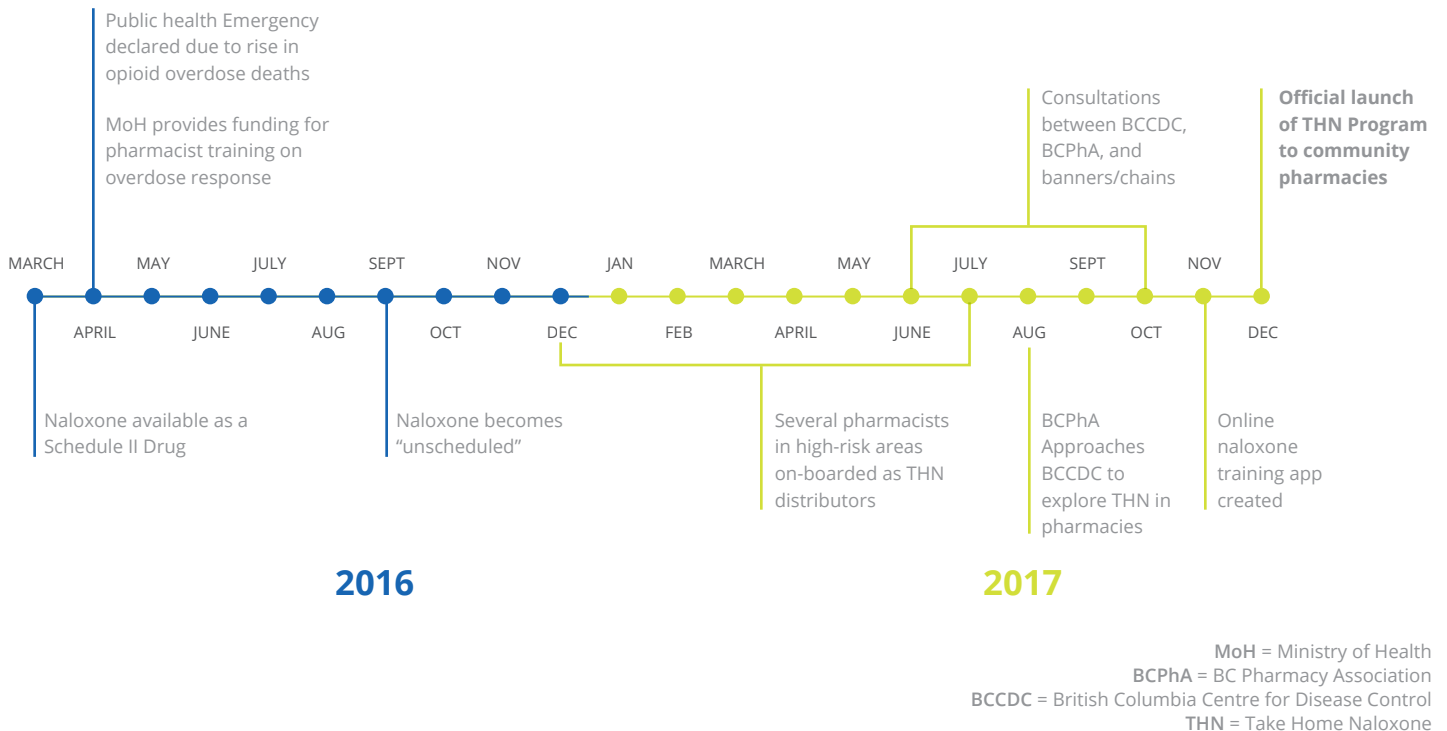 Public health Emergency
declared due to rise in
opioid overdose deaths
MoH provides funding for
pharmacist training on
overdose response
Consultations
between BCCDC,
BCPhA, and
banners/chains
Official launch
of THN Program
to community
pharmacies
MARCH MAY JULY SEPT NOV JAN MARCH MAY JULY SEPT NOV
APRIL JUNE AUG OCT DEC FEB APRIL JUNE AUG OCT DEC
Naloxone available as a
Schedule II Drug
Naloxone becomes
“unscheduled”
Several pharmacists
in high-risk areas
on-boarded as THN
distributors
BCPhA
Approaches
BCCDC to
explore THN in
pharmacies
Online
naloxone
training app
created
2016
2017
MoH = Ministry of Health
BCPhA = BC Pharmacy Association
BCCDC = British Columbia Centre for Disease Control
THN = Take Home Naloxone